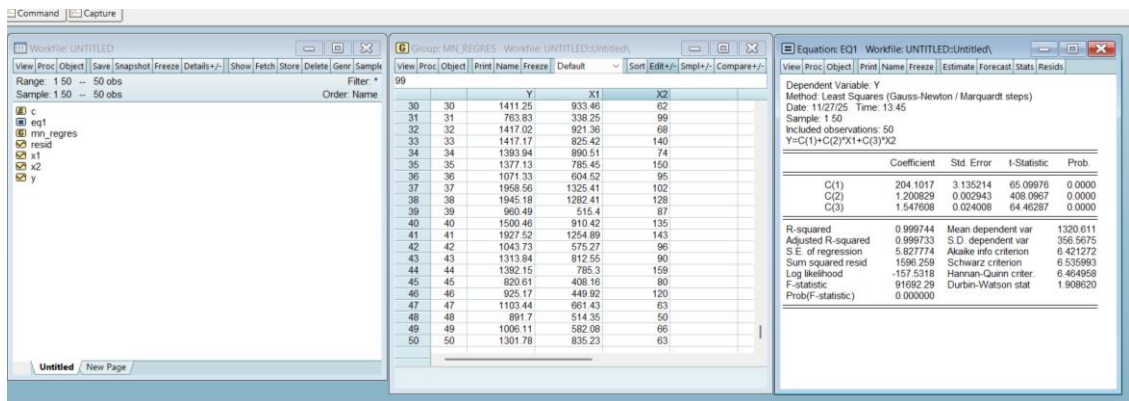 Command Capture
Workfile: UNTITLED
View Proc Object Save Snapshot Freeze Details+/- Show Fetch Store Delete Genr Sample
Range: 1 50 -- 50 obs Filter: *
Sample: 1 50 -- 50 obs Order: Name
c
eq1
mn_regres
resid
x1
x2
y
Untitled New Page
Group: MN_REGRES Workfile: UNTITLED::Untitled\
View Proc Object Print Name Freeze Default Sort Edit+/- Smpl+/- Compare+/-
99
Y X1 X2
30 30 1411.25 933.46 62
31 31 763.83 338.25 99
32 32 1417.02 921.36 68
33 33 1417.17 825.42 140
34 34 1393.94 890.51 74
35 35 1377.13 785.45 150
36 36 1071.33 604.52 95
37 37 1958.56 1325.41 102
38 38 1945.18 1282.41 128
39 39 960.49 515.4 87
40 40 1500.46 910.42 135
41 41 1927.52 1254.89 143
42 42 1043.73 575.27 96
43 43 1313.84 812.55 90
44 44 1392.15 785.3 159
45 45 820.61 408.16 80
46 46 925.17 449.92 120
47 47 1103.44 661.43 63
48 48 891.7 514.35 50
49 49 1006.11 582.08 66
50 50 1301.78 835.23 63
Equation: EQ1 Workfile: UNTITLED::Untitled\
View Proc Object Print Name Freeze Estimate Forecast Stats Resids
Dependent Variable: Y
Method: Least Squares (Gauss-Newton / Marquardt steps)
Date: 11/27/25 Time: 13:45
Sample: 1 50
Included observations: 50
Y=C(1)+C(2)*X1+C(3)*X2
Coefficient Std. Error t-Statistic Prob.
C(1) 204.1017 3.135214 65.09976 0.0000
C(2) 1.200829 0.002943 408.0967 0.0000
C(3) 1.547608 0.024008 64.46287 0.0000
R-squared 0.999744 Mean dependent var 1320.611
Adjusted R-squared 0.999733 S.D. dependent var 356.5675
S.E. of regression 5.827774 Akaike info criterion 6.421272
Sum squared resid 1596.259 Schwarz criterion 6.535993
Log likelihood -157.5318 Hannan-Quinn criter. 6.464958
F-statistic 91692.29 Durbin-Watson stat 1.908620
Prob(F-statistic) 0.000000